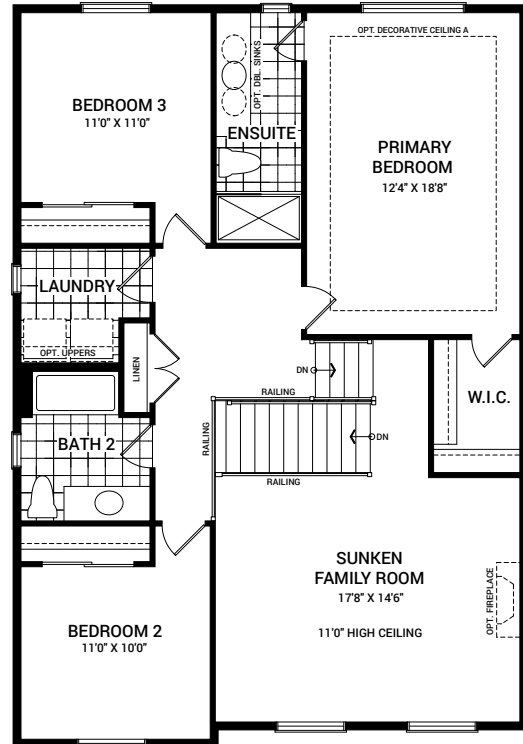 BEDROOM 3
11'0" X 11'0"
OPT. DBL. SINKS
ENSUITE
OPT. DECORATIVE CEILING A
PRIMARY
BEDROOM
12'4" X 18'8"
LAUNDRY
OPT. UPPERS
LINEN
DN
RAILING
W.I.C.
BATH 2
RAILING
DN
RAILING
BEDROOM 2
11'0" X 10'0"
SUNKEN
FAMILY ROOM
17'8" X 14'6"
11'0" HIGH CEILING
OPT. FIREPLACE